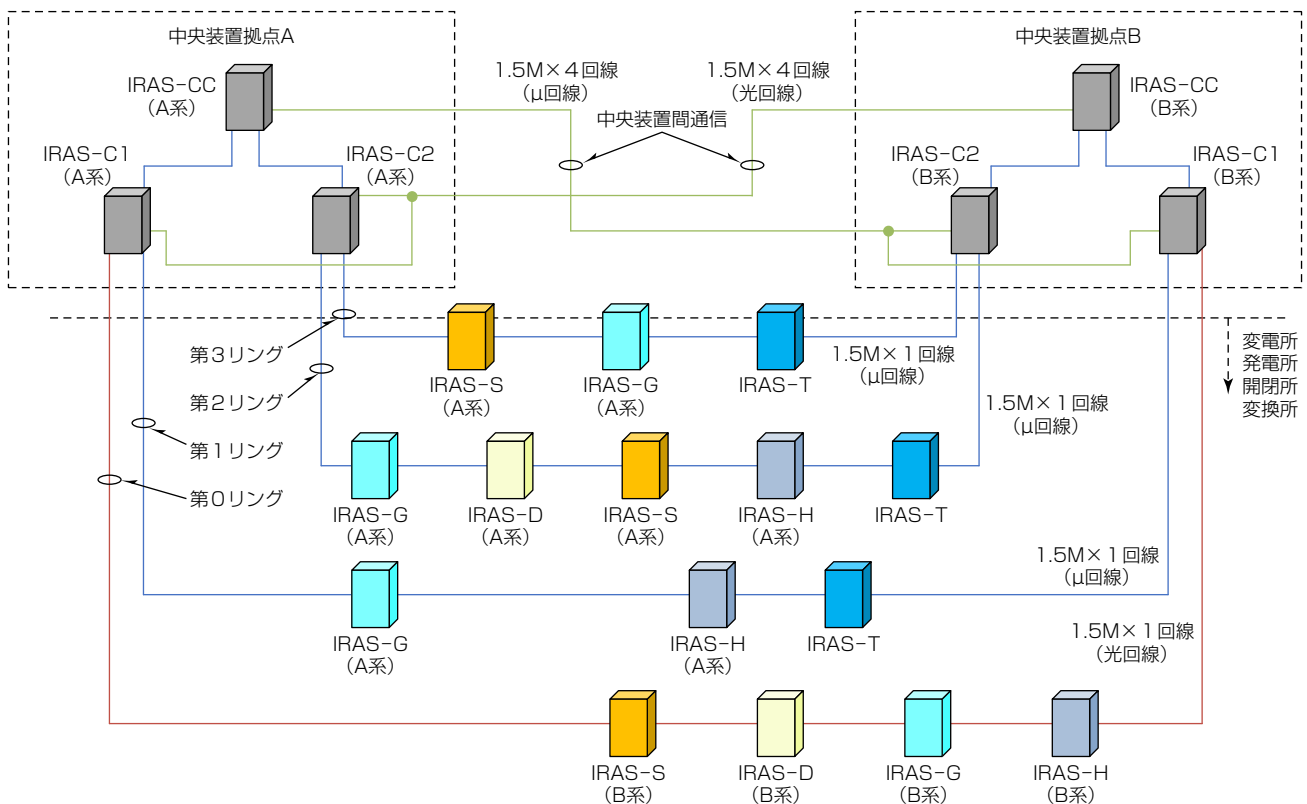 中央装置拠点A
中央装置拠点B
IRAS-CC
(A系)
1.5M×4回線
(μ回線)
1.5M×4回線
(光回線)
IRAS-CC
(B系)
中央装置間通信
IRAS-C1
(A系)
IRAS-C2
(A系)
IRAS-C2
(B系)
IRAS-C1
(B系)
第3リング
第2リング
第1リング
第0リング
IRAS-S
(A系)
IRAS-G
(A系)
IRAS-T
1.5M×1回線
(μ回線)
変電所
発電所
開閉所
変換所
1.5M×1回線
(μ回線)
IRAS-G
(A系)
IRAS-D
(A系)
IRAS-S
(A系)
IRAS-H
(A系)
IRAS-T
1.5M×1回線
(μ回線)
IRAS-G
(A系)
IRAS-H
(A系)
IRAS-T
1.5M×1回線
(光回線)
IRAS-S
(B系)
IRAS-D
(B系)
IRAS-G
(B系)
IRAS-H
(B系)